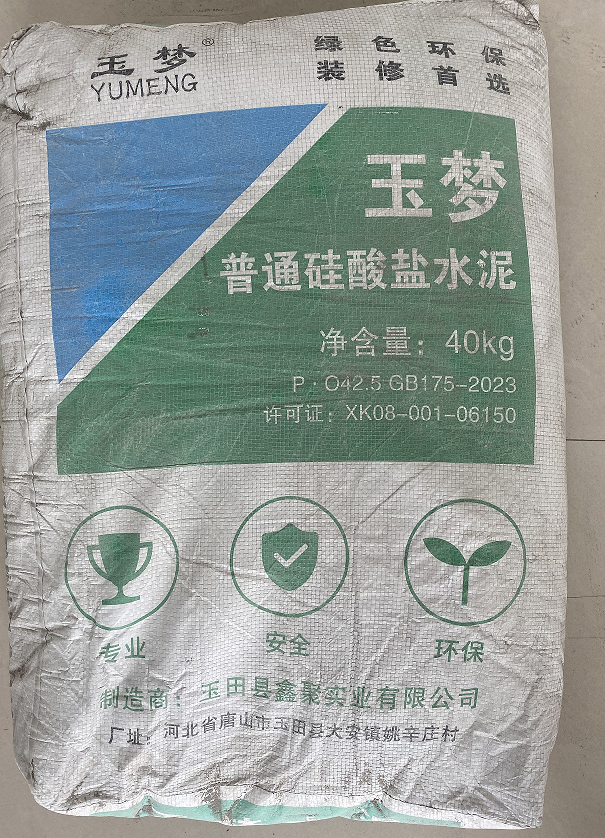 玉梦®
YUMENG
绿色环保
装修首选
玉梦
普通硅酸盐水泥
净含量：40kg
P·O42.5 GB175-2023
许可证：XK08-001-06150
专业
安全
环保
制造商：玉田县鑫聚实业有限公司
厂址：河北省唐山市玉田县大安镇姚辛庄村